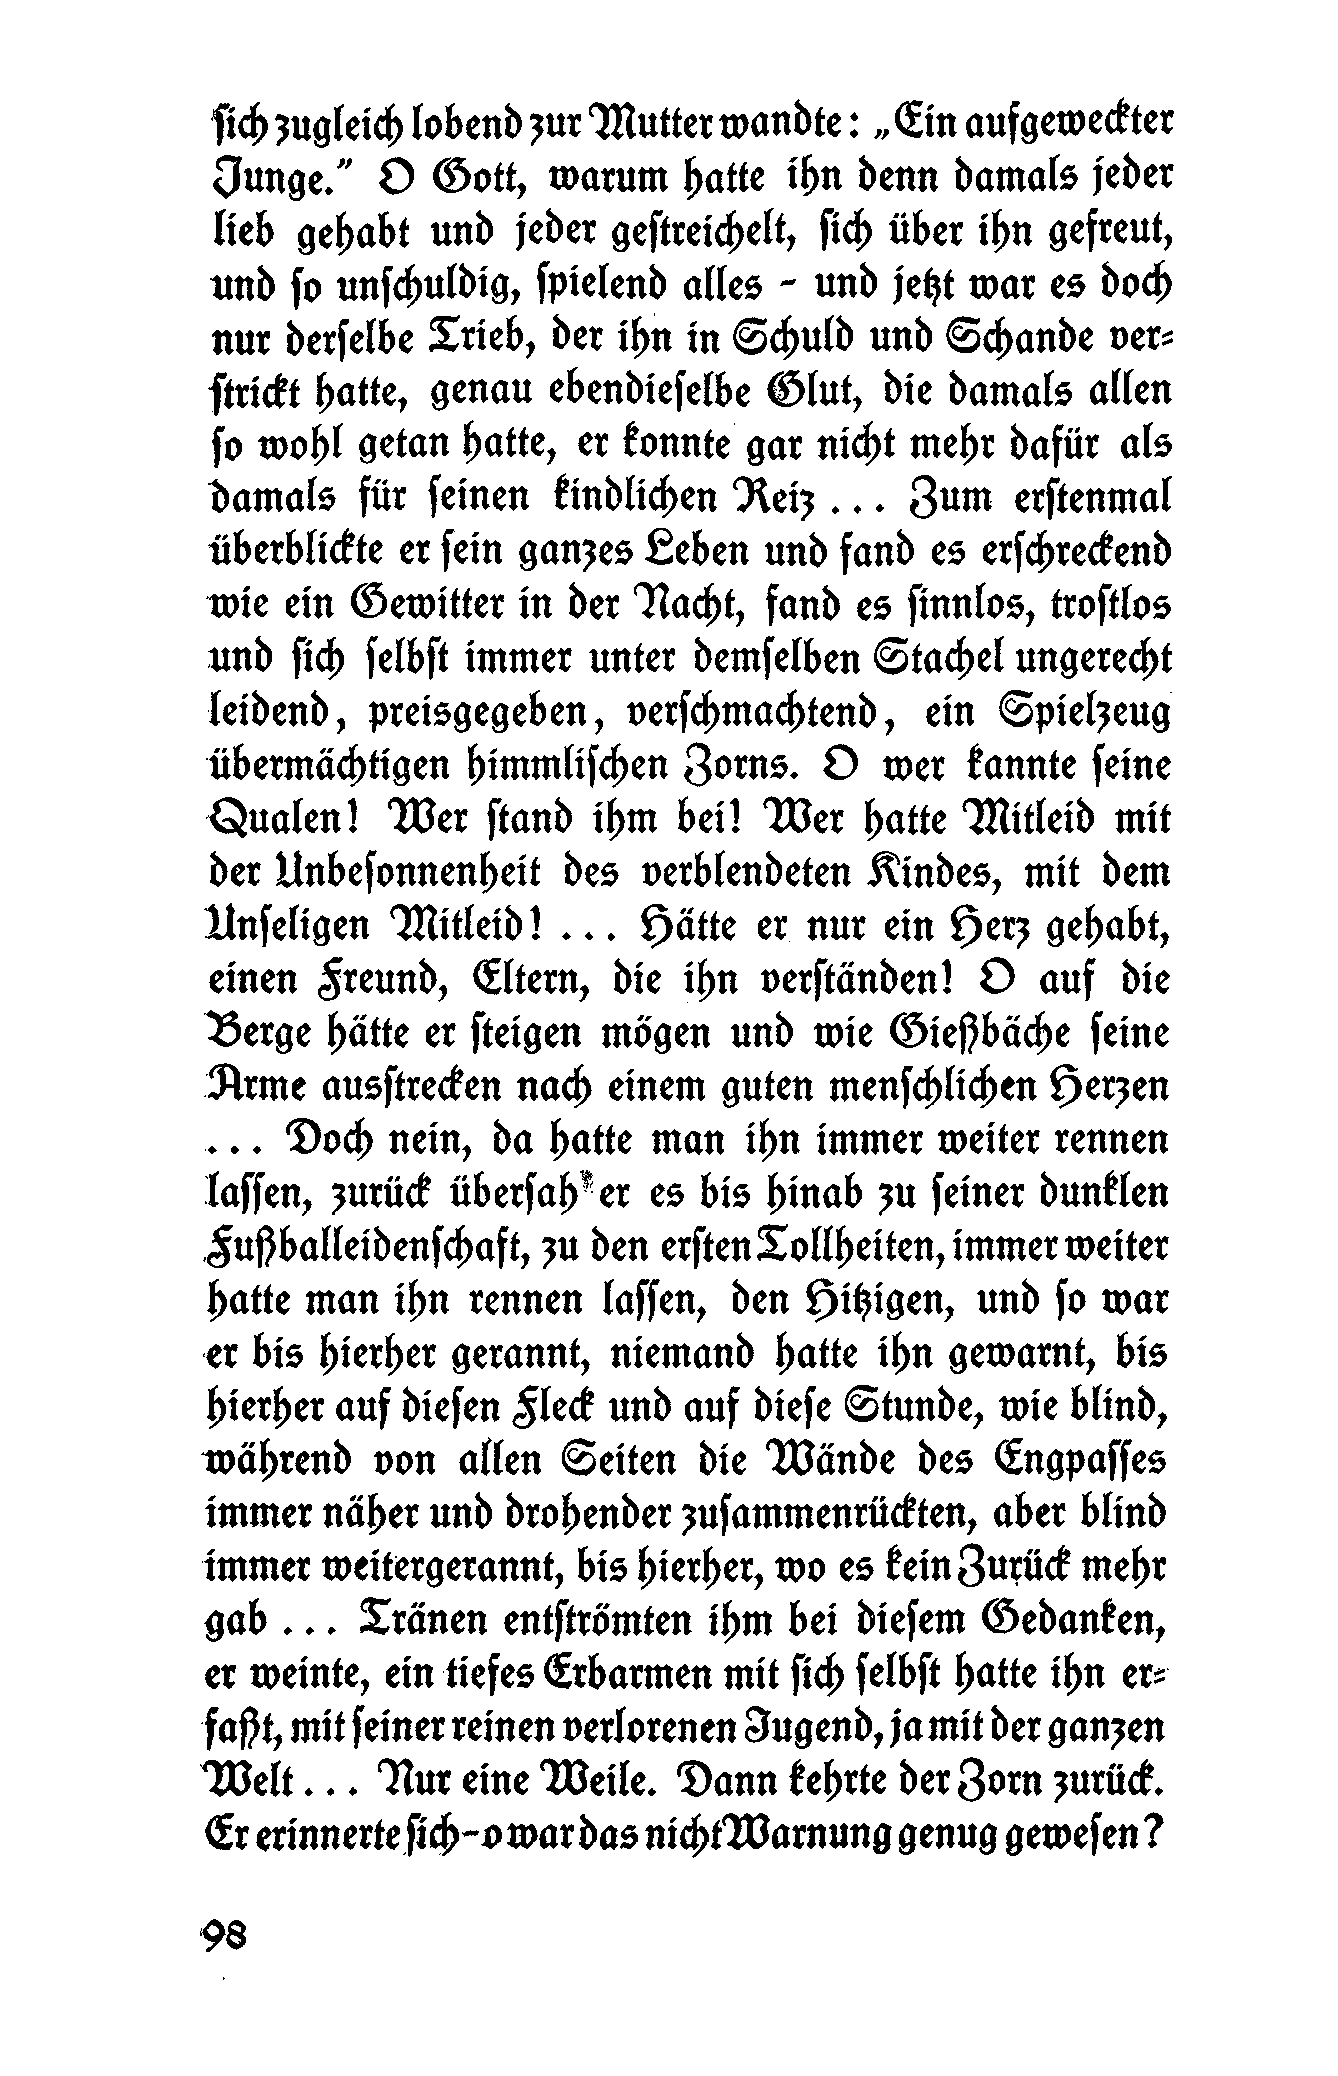 sich zugleich lobend zur Mutter wandte: „Ein aufgeweckter
Junge.“ O Gott, warum hatte ihn denn damals jeder
lieb gehabt und jeder gestreichelt, sich über ihn gefreut,
und so unschuldig, spielend alles - und jetzt war es doch
nur derselbe Trieb, der ihn in Schuld und Schande ver-
strickt hatte, genau ebendieselbe Glut, die damals allen
so wohl getan hatte, er konnte gar nicht mehr dafür als
damals für seinen kindlichen Reiz ... Zum erstenmal
überblickte er sein ganzes Leben und fand es erschreckend
wie ein Gewitter in der Nacht, fand es sinnlos, trostlos
und sich selbst immer unter demselben Stachel ungerecht
leidend, preisgegeben, verschmachtend, ein Spielzeug
übermächtigen himmlischen Zorns. O wer kannte seine
Qualen! Wer stand ihm bei! Wer hatte Mitleid mit
der Unbesonnenheit des verblendeten Kindes, mit dem
Unseligen Mitleid! ... Hätte er nur ein Herz gehabt,
einen Freund, Eltern, die ihn verständen! O auf die
Berge hätte er steigen mögen und wie Gießbäche seine
Arme ausstrecken nach einem guten menschlichen Herzen
... Doch nein, da hatte man ihn immer weiter rennen
lassen, zurück übersah er es bis hinab zu seiner dunklen
Fußballeidenschaft, zu den ersten Tollheiten, immer weiter
hatte man ihn rennen lassen, den Hitzigen, und so war
er bis hierher gerannt, niemand hatte ihn gewarnt, bis
hierher auf diesen Fleck und auf diese Stunde, wie blind,
während von allen Seiten die Wände des Engpasses
immer näher und drohender zusammenrückten, aber blind
immer weitergerannt, bis hierher, wo es kein Zurück mehr
gab ... Tränen entströmten ihm bei diesem Gedanken,
er weinte, ein tiefes Erbarmen mit sich selbst hatte ihn er-
faßt, mit seiner reinen verlorenen Jugend, ja mit der ganzen
Welt ... Nur eine Weile. Dann kehrte der Zorn zurück.
Er erinnerte sich - o war das nicht Warnung genug gewesen?
98